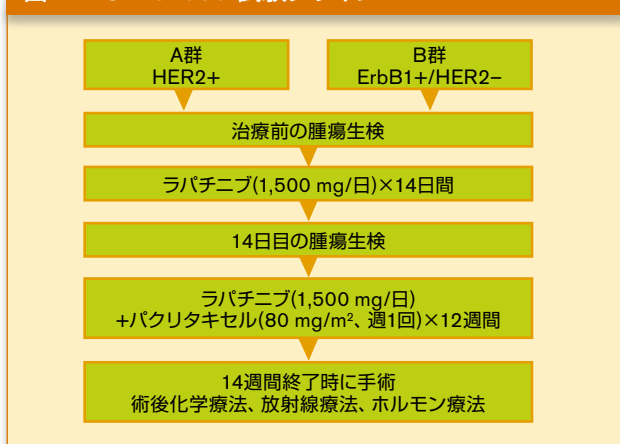 A群
HER2+
B群
ErbB1+/HER2−
治療前の腫瘍生検
ラパチニブ(1,500 mg/日)×14日間
14日目の腫瘍生検
ラパチニブ(1,500 mg/日)
+パクリタキセル(80 mg/m²、週1回)×12週間
14週間終了時に手術
術後化学療法、放射線療法、ホルモン療法